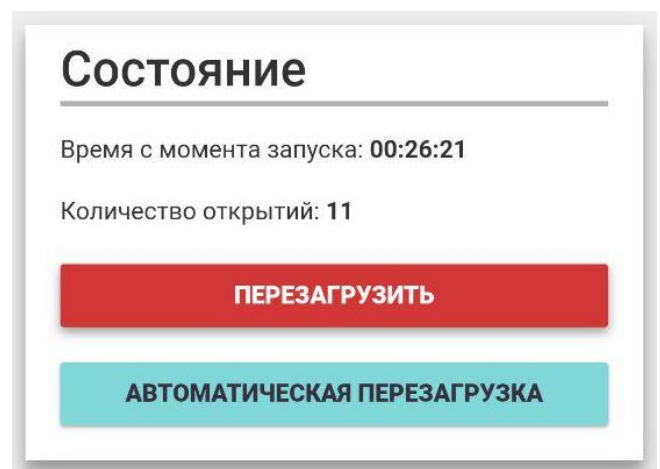 Состояние
Время с момента запуска: 00:26:21
Количество открытий: 11
ПЕРЕЗАГРУЗИТЬ
АВТОМАТИЧЕСКАЯ ПЕРЕЗАГРУЗКА